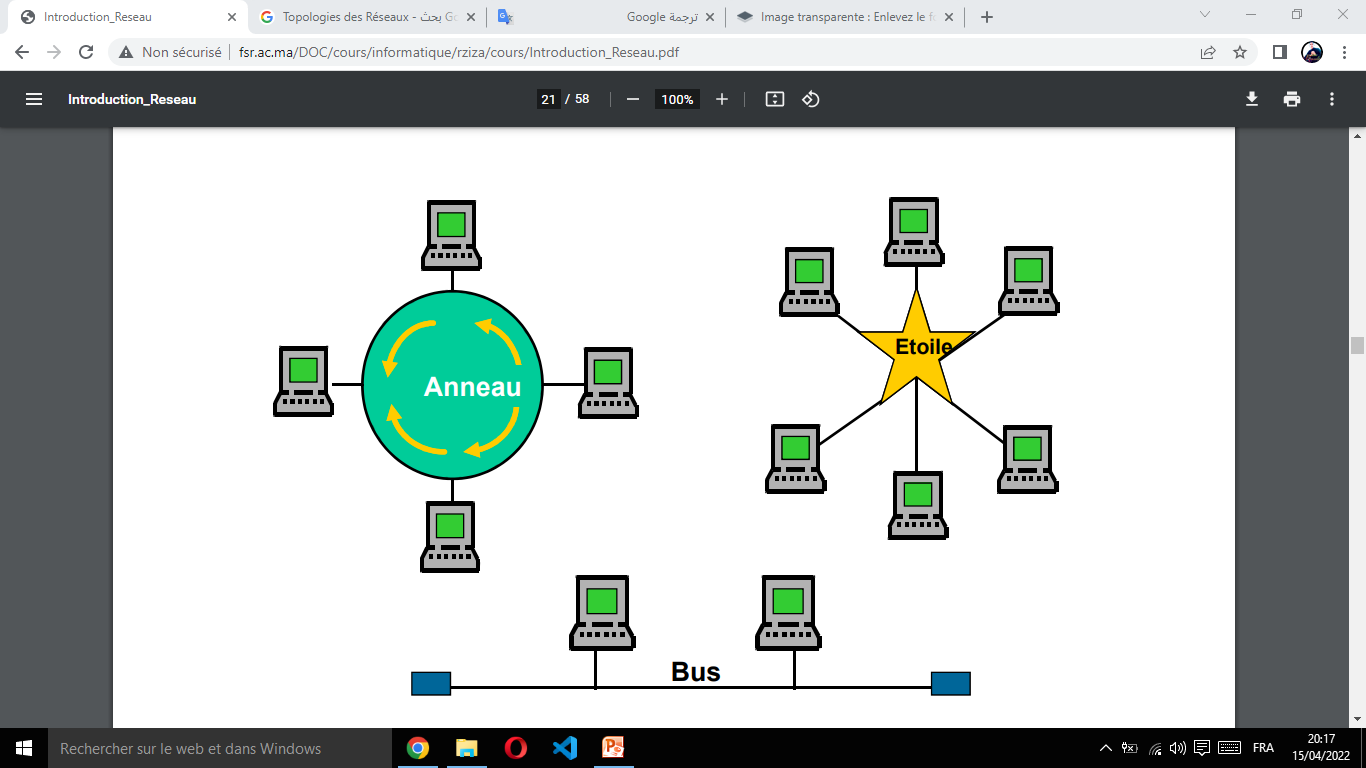 Introduction_Reseau
Topologies des Réseaux - بحث Go
ترجمة Google
Image transparente : Enlevez le f
Non sécurisé
fsr.ac.ma/DOC/cours/informatique/rziza/cours/Introduction_Reseau.pdf
Introduction_Reseau
21 / 58
100%
Etoile
Anneau
Bus
Rechercher sur le web et dans Windows
FRA
20:17
15/04/2022